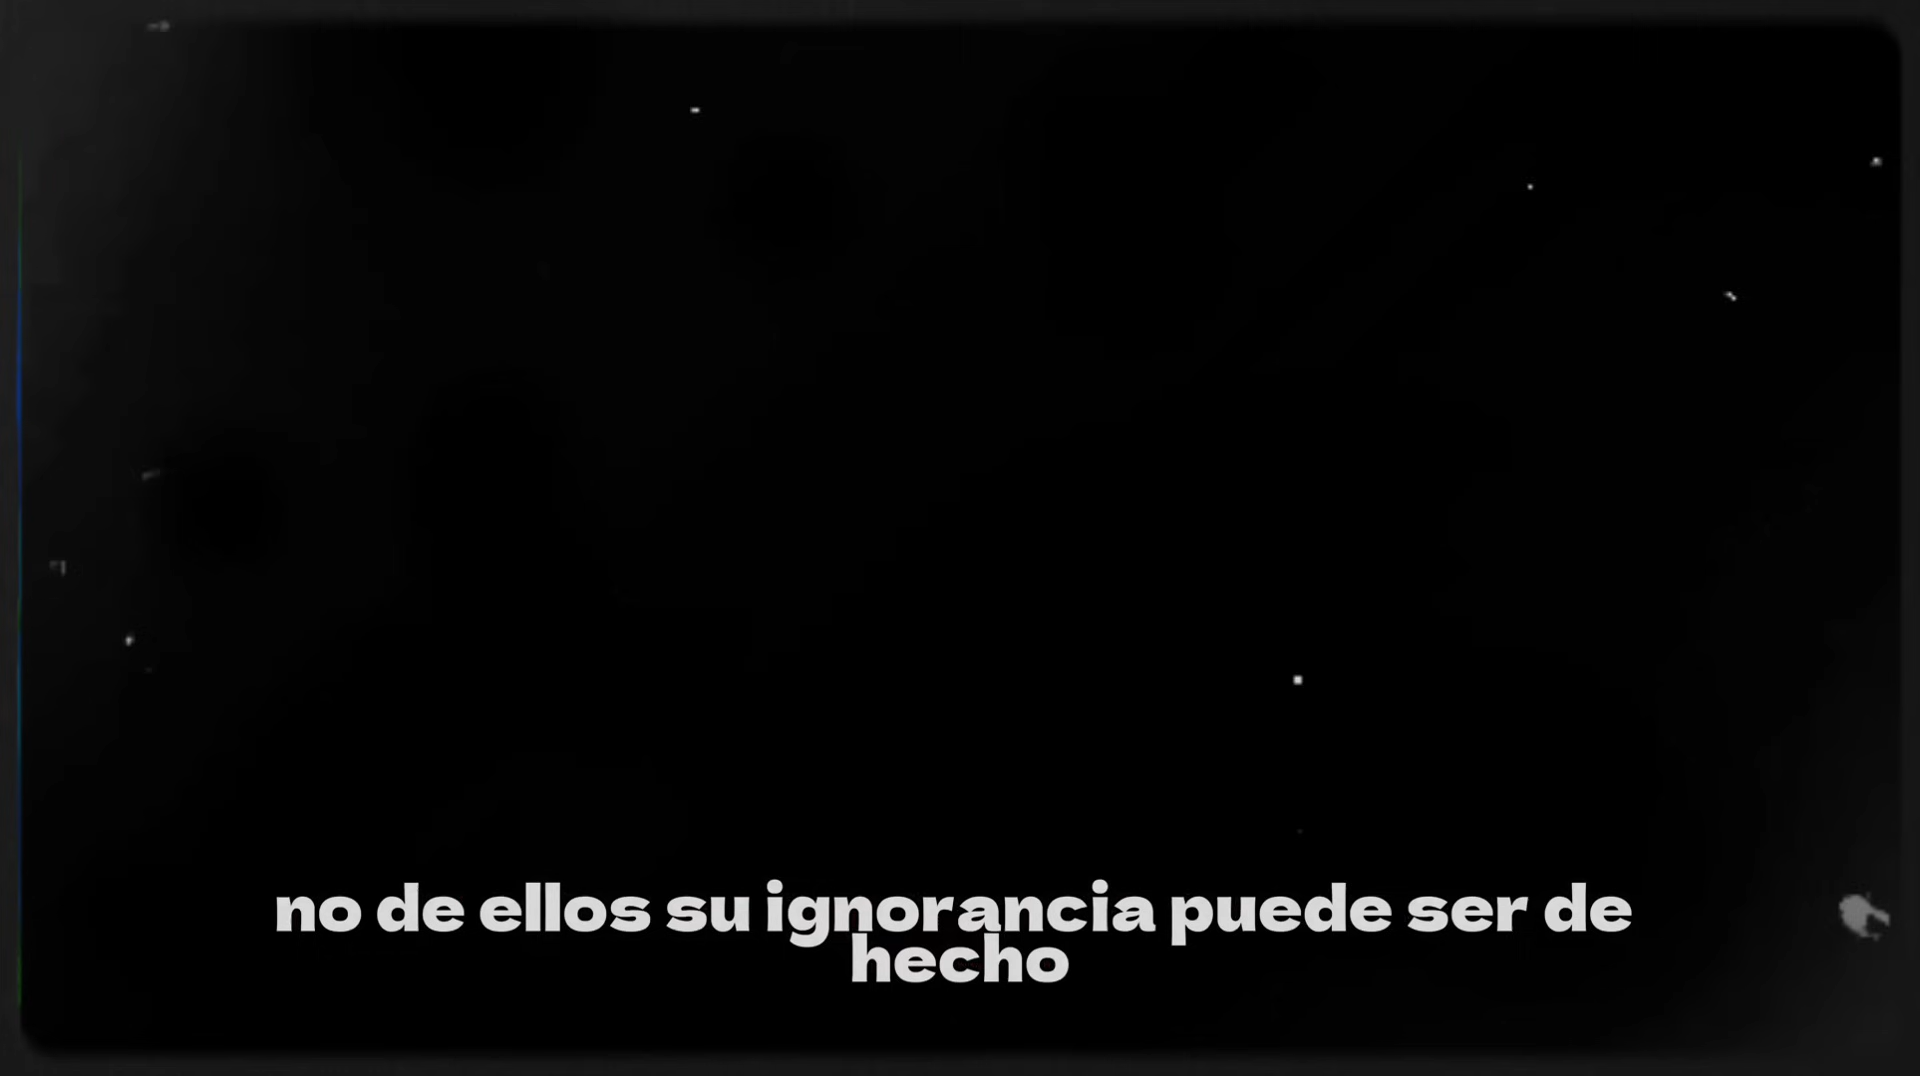 no de ellos su ignorancia puede ser de
hecho